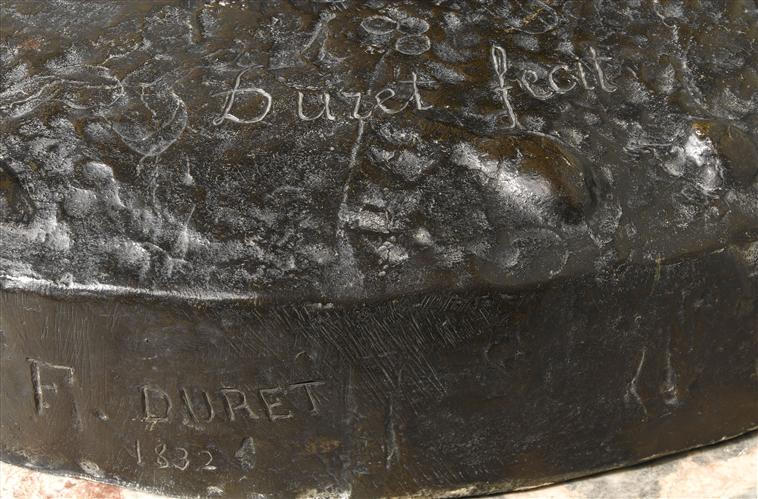 Duret fecit
F. DURET
1832